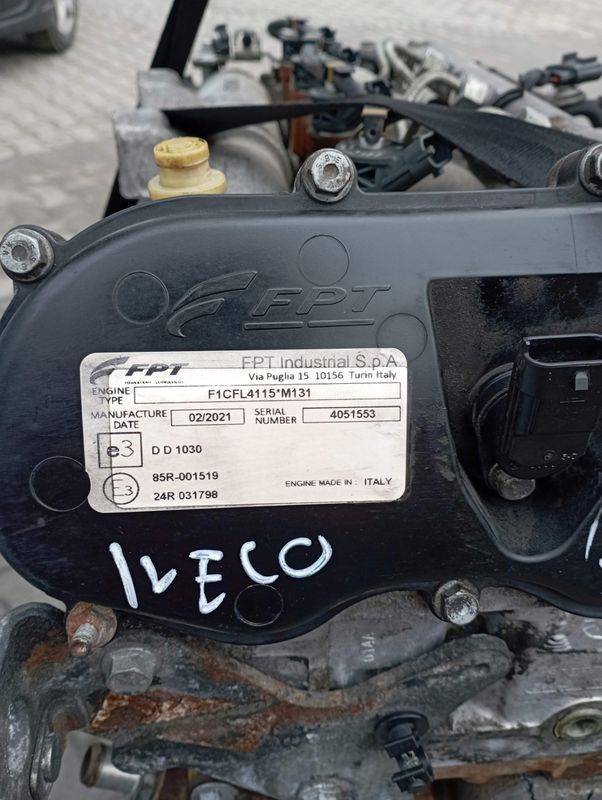 FPT
FPT
FPT Industrial S.p.A
Via Puglia 15 10156 Turin Italy
ENGINE TYPE F1CFL4115*M131
MANUFACTURE DATE 02/2021 SERIAL NUMBER 4051553
e3 D D 1030
85R-001519
E3 24R 031798
ENGINE MADE IN : ITALY
IVECO